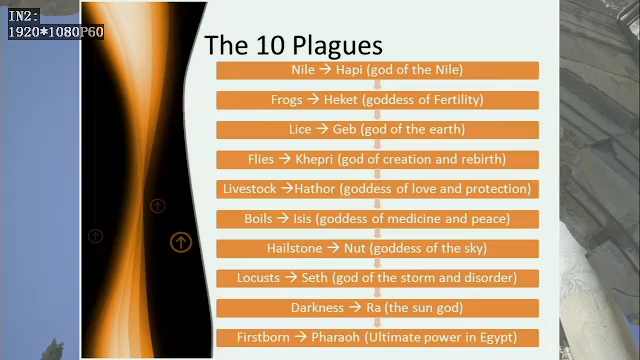 IN2:
1920*1080P60
The 10 Plagues
Nile → Hapi (god of the Nile)
Frogs → Heket (goddess of Fertility)
Lice → Geb (god of the earth)
Flies → Khepri (god of creation and rebirth)
Livestock →Hathor (goddess of love and protection)
Boils → Isis (goddess of medicine and peace)
Hailstone → Nut (goddess of the sky)
Locusts → Seth (god of the storm and disorder)
Darkness → Ra (the sun god)
Firstborn → Pharaoh (Ultimate power in Egypt)